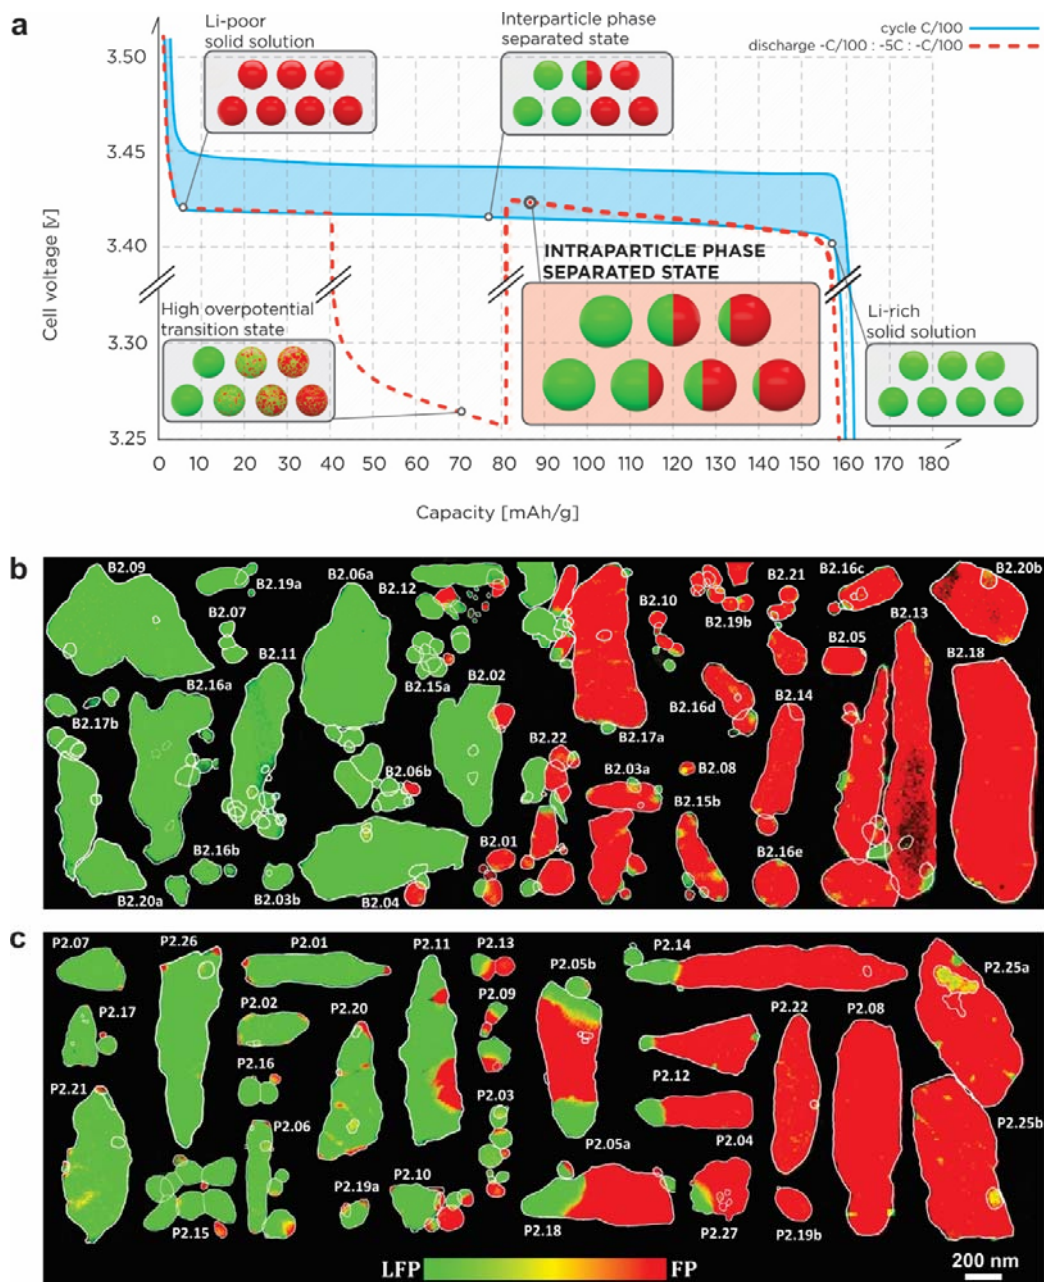 a
Li-poor
solid solution
Interparticle phase
separated state
cycle C/100
discharge -C/100 : -5C : -C/100
3.50
3.45
3.40
3.30
3.25
Cell voltage [v]
INTRAPARTICLE PHASE
SEPARATED STATE
High overpotential
transition state
Li-rich
solid solution
0 10 20 30 40 50 60 70 80 90 100 110 120 130 140 150 160 170 180
Capacity [mAh/g]
b
B2.09
B2.19a
B2.06a
B2.12
B2.10
B2.21
B2.16c
B2.20b
B2.07
B2.19b
B2.13
B2.11
B2.05
B2.18
B2.16a
B2.15a
B2.02
B2.17b
B2.16d
B2.14
B2.17a
B2.22
B2.06b
B2.03a
B2.08
B2.15b
B2.01
B2.16b
B2.16e
B2.20a
B2.03b
B2.04
c
P2.07
P2.26
P2.01
P2.11
P2.13
P2.05b
P2.14
P2.25a
P2.17
P2.02
P2.20
P2.09
P2.22
P2.08
P2.16
P2.12
P2.21
P2.03
P2.06
P2.05a
P2.04
P2.25b
P2.19a
P2.10
P2.15
P2.18
P2.27
P2.19b
LFP
FP
200 nm